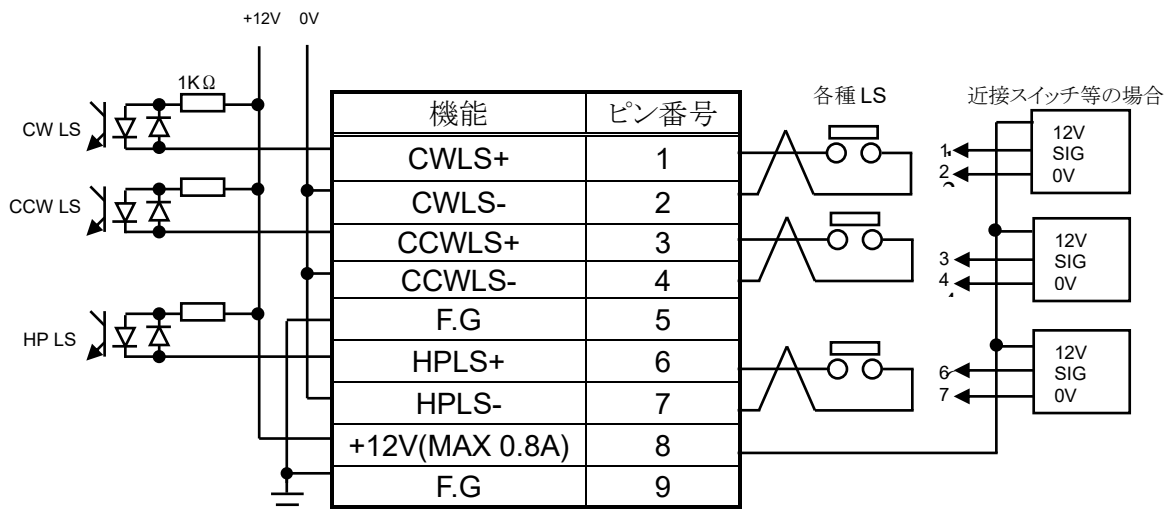 +12V 0V
1KΩ
CW LS
CCW LS
HP LS
機能 ピン番号
CWLS+ 1
CWLS- 2
CCWLS+ 3
CCWLS- 4
F.G 5
HPLS+ 6
HPLS- 7
+12V(MAX 0.8A) 8
F.G 9
各種 LS
近接スイッチ等の場合
12V
1 SIG
2 0V
12V
3 SIG
4 0V
12V
6 SIG
7 0V